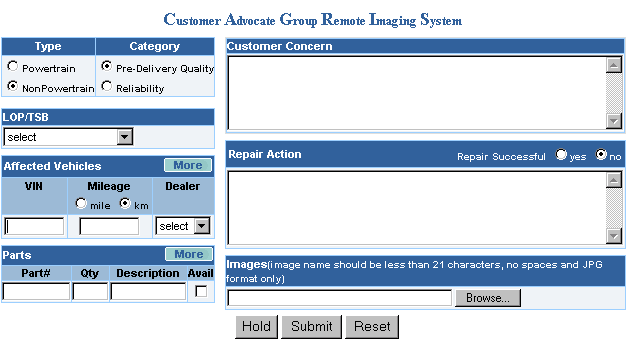 Customer Advocate Group Remote Imaging System
Type Category
Powertrain Pre-Delivery Quality
NonPowertrain Reliability
LOP/TSB
select
Affected Vehicles More
VIN Mileage Dealer
mile km
select
Parts More
Part# Qty Description Avail
Customer Concern
Repair Action Repair Successful yes no
Images(image name should be less than 21 characters, no spaces and JPG
format only)
Browse...
Hold Submit Reset